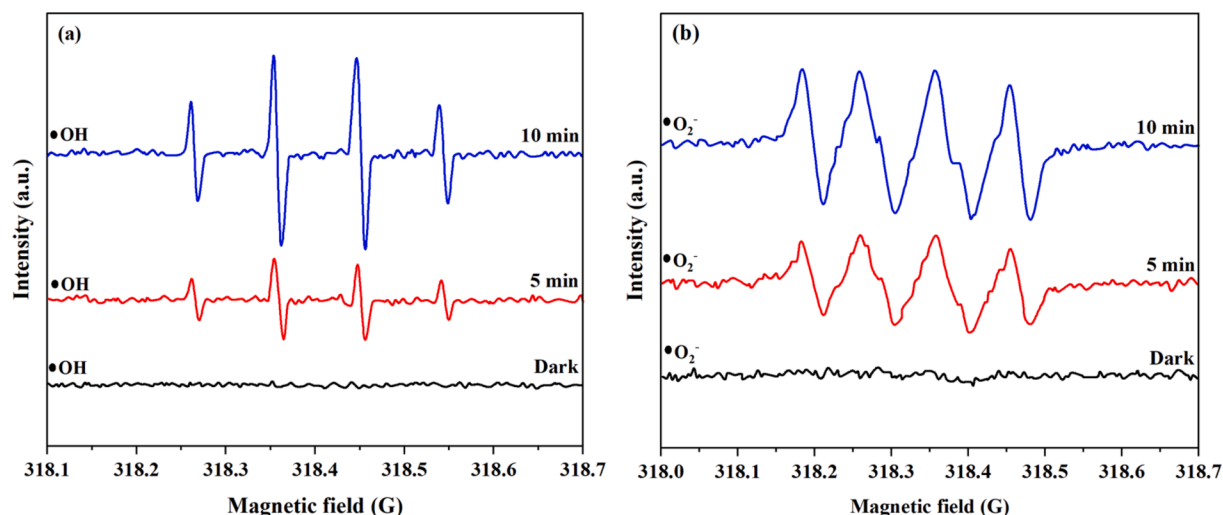 (a)
•OH
10 min
•OH
5 min
•OH
Dark
Intensity (a.u.)
318.1 318.2 318.3 318.4 318.5 318.6 318.7
Magnetic field (G)
(b)
•O₂⁻
10 min
•O₂⁻
5 min
•O₂⁻
Dark
Intensity (a.u.)
318.0 318.1 318.2 318.3 318.4 318.5 318.6 318.7
Magnetic field (G)